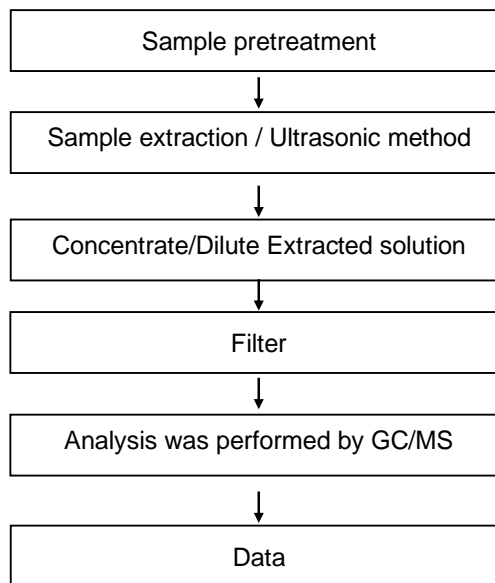 Sample pretreatment
Sample extraction / Ultrasonic method
Concentrate/Dilute Extracted solution
Filter
Analysis was performed by GC/MS
Data